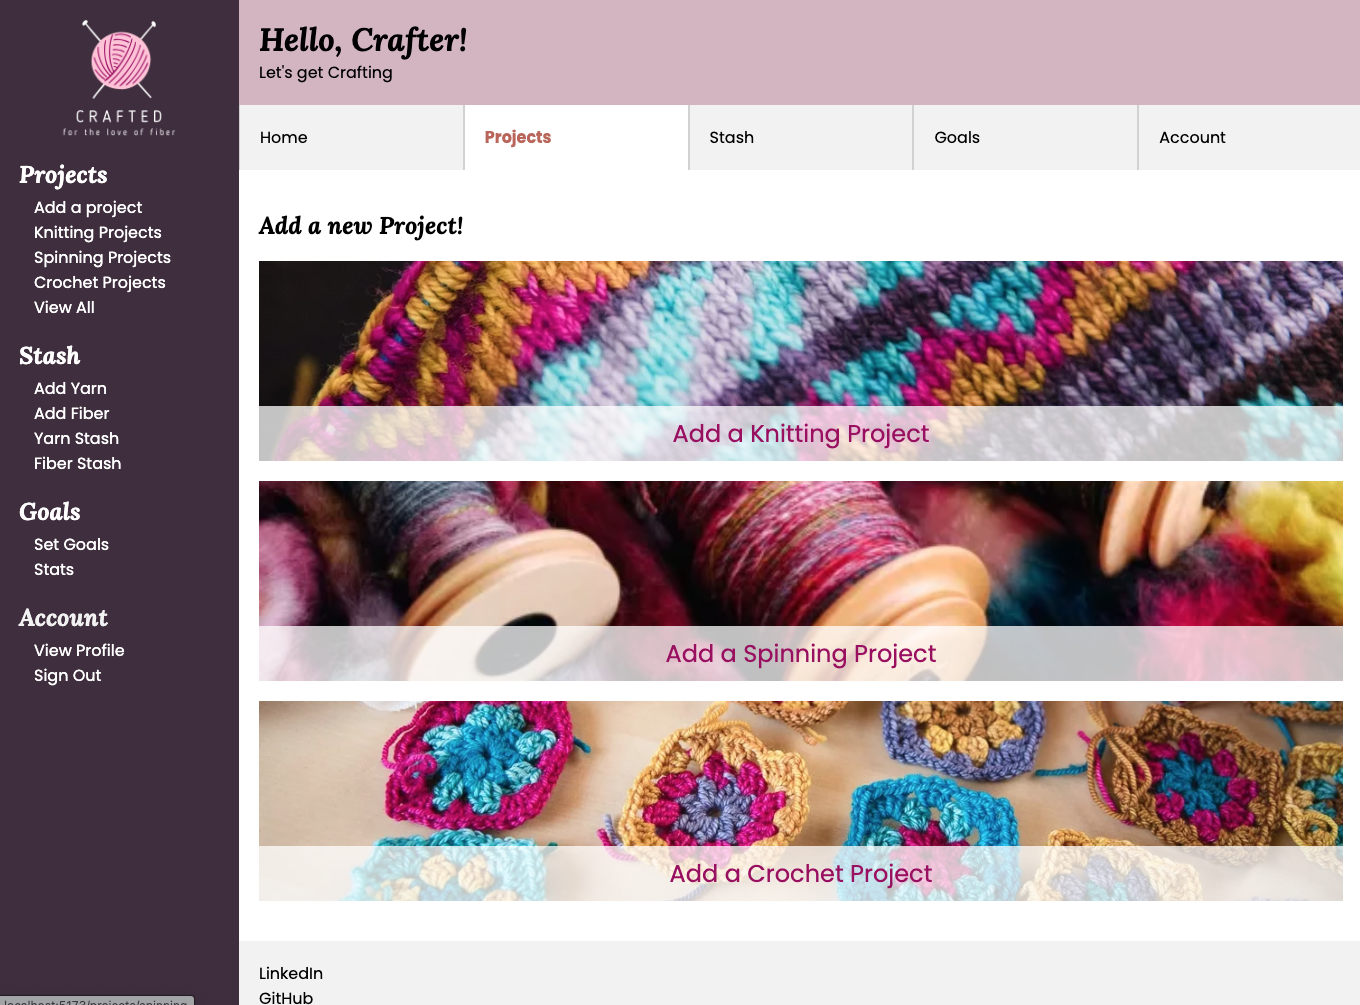 CRAFTED
for the love of fiber
Projects
Add a project
Knitting Projects
Spinning Projects
Crochet Projects
View All
Stash
Add Yarn
Add Fiber
Yarn Stash
Fiber Stash
Goals
Set Goals
Stats
Account
View Profile
Sign Out
Hello, Crafter!
Let's get Crafting
Home
Projects
Stash
Goals
Account
Add a new Project!
Add a Knitting Project
Add a Spinning Project
Add a Crochet Project
LinkedIn
GitHub
localhost:5173/projects/spinning